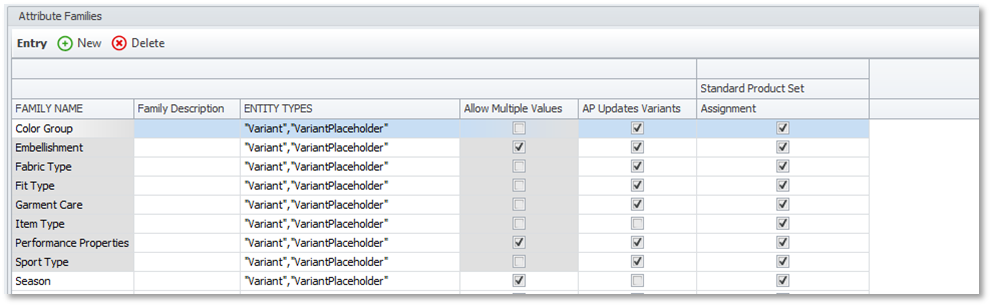 Attribute Families
Entry New Delete
Standard Product Set
FAMILY NAME Family Description ENTITY TYPES Allow Multiple Values AP Updates Variants Assignment
Color Group "Variant","VariantPlaceholder"
Embellishment "Variant","VariantPlaceholder"
Fabric Type "Variant","VariantPlaceholder"
Fit Type "Variant","VariantPlaceholder"
Garment Care "Variant","VariantPlaceholder"
Item Type "Variant","VariantPlaceholder"
Performance Properties "Variant","VariantPlaceholder"
Sport Type "Variant","VariantPlaceholder"
Season "Variant","VariantPlaceholder"